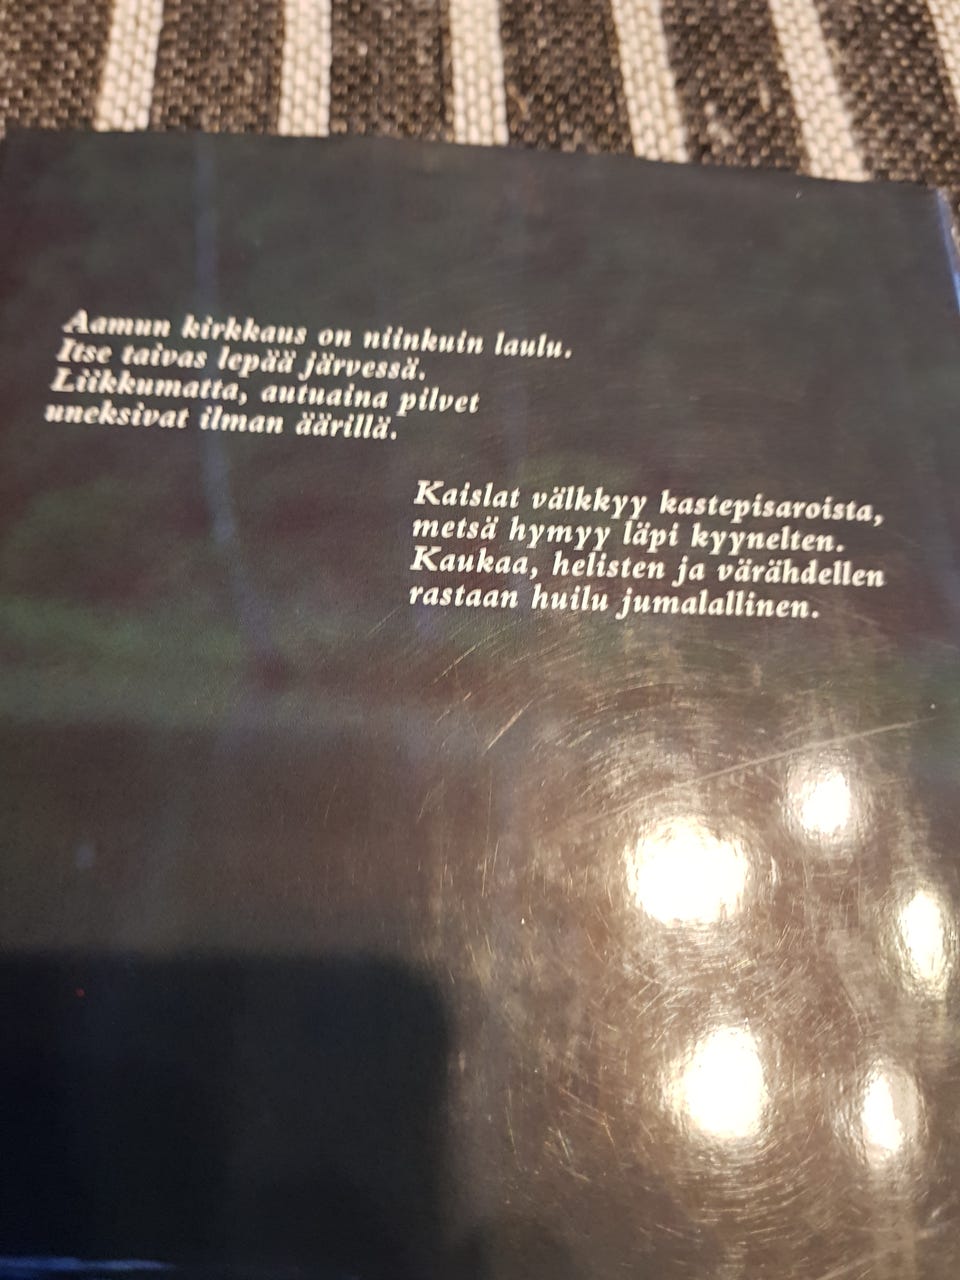 Aamun kirkkaus on niinkuin laulu.
Itse taivas lepää järvessä.
Liikkumatta, autuaina pilvet
uneksivat ilman äärillä.
Kaislat välkkyy kastepisaroista,
metsä hymyy läpi kyynelten.
Kaukaa, helisten ja värähdellen
rastaan huilu jumalallinen.